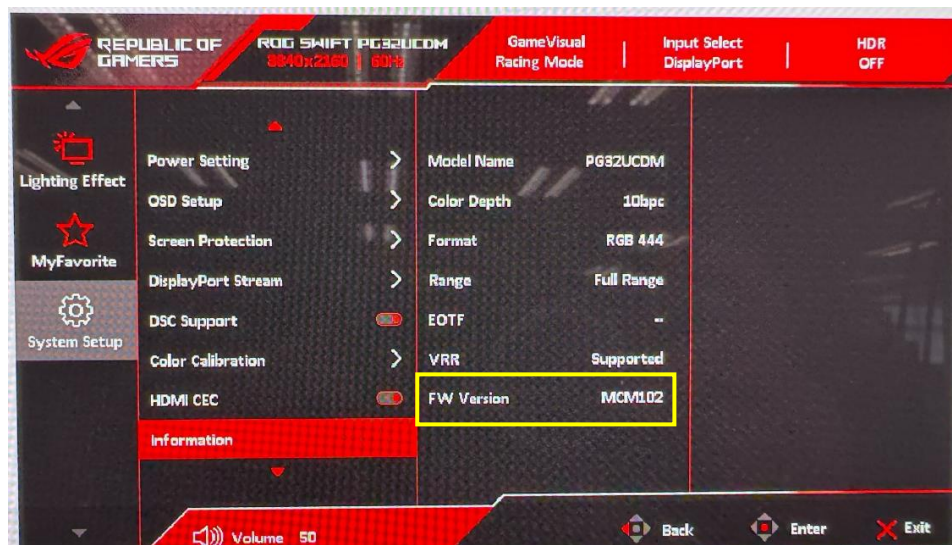 REPUBLIC OF
GAMERS
ROG SWIFT PG32UCDM
3840x2160 | 60Hz
GameVisual
Racing Mode
Input Select
DisplayPort
HDR
OFF
Lighting Effect
MyFavorite
System Setup
Power Setting
OSD Setup
Screen Protection
DisplayPort Stream
DSC Support
Color Calibration
HDMI CEC
Information
Model Name PG32UCDM
Color Depth 10bpc
Format RGB 444
Range Full Range
EOTF --
VRR Supported
FW Version MCM102
Volume 50
Back
Enter
Exit